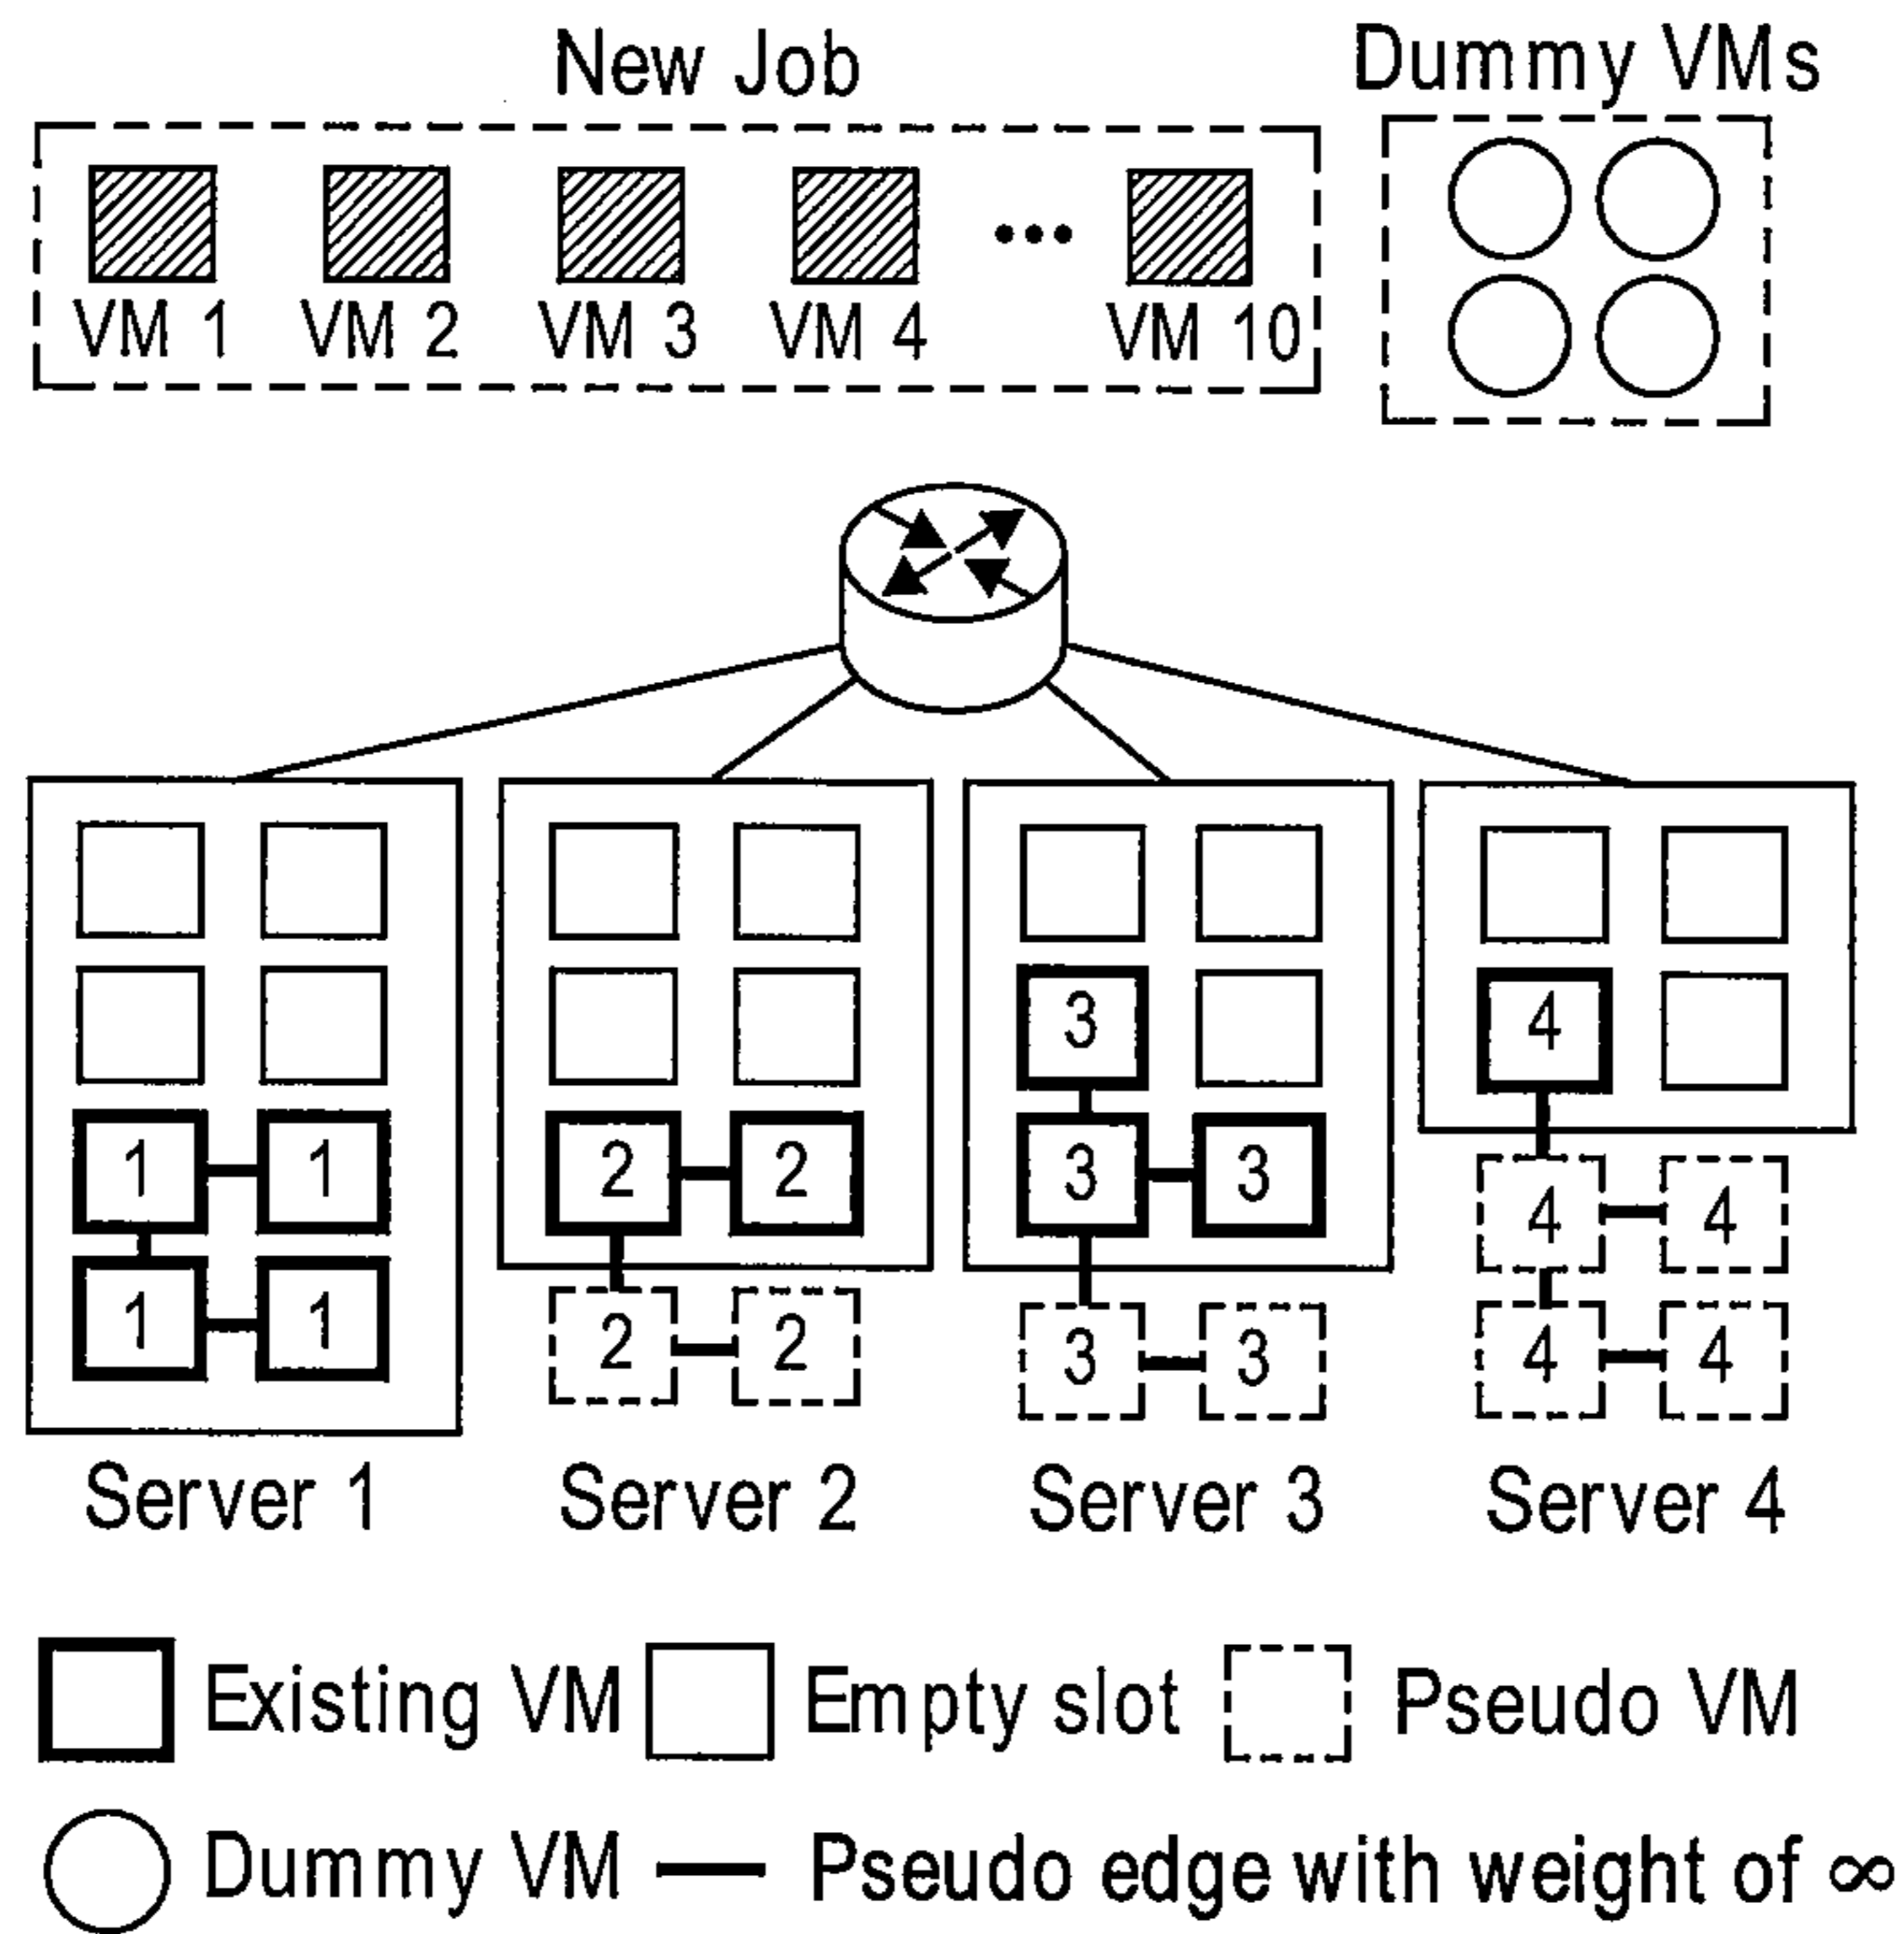 New Job
Dummy VMs
VM 1 VM 2 VM 3 VM 4 ••• VM 10
3 4
1 1 2 2 3 3 4 4
1 1 2 2 3 3 4 4
Server 1 Server 2 Server 3 Server 4
Existing VM Empty slot Pseudo VM
Dummy VM Pseudo edge with weight of ∞